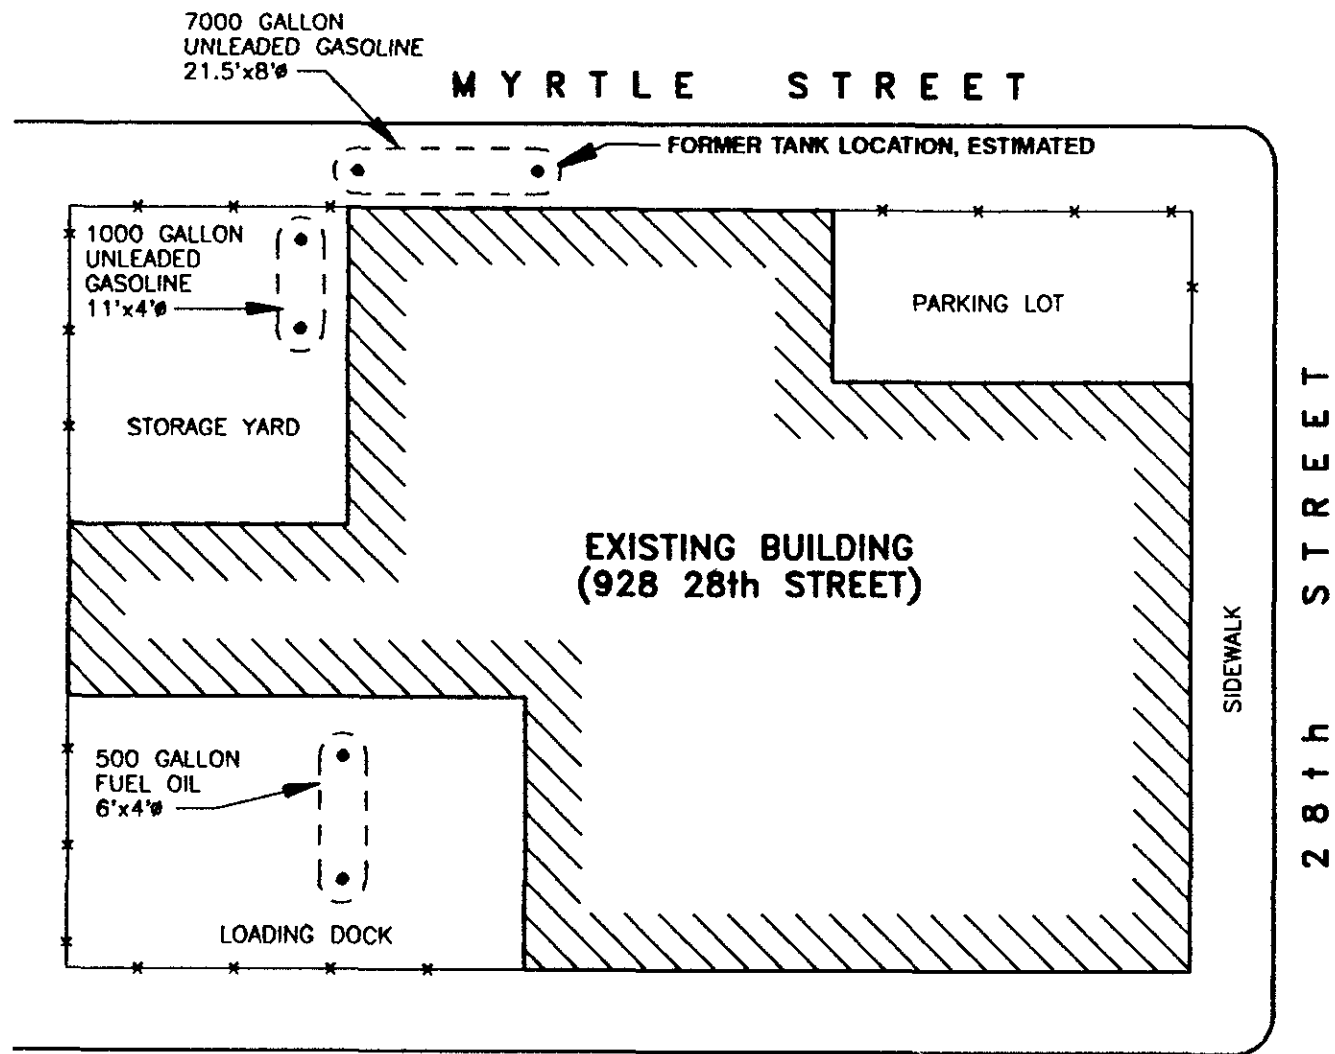 7000 GALLON
UNLEADED GASOLINE
21.5'x8'ø
MYRTLE STREET
FORMER TANK LOCATION, ESTIMATED
1000 GALLON
UNLEADED
GASOLINE
11'x4'ø
PARKING LOT
STORAGE YARD
EXISTING BUILDING
(928 28th STREET)
28th STREET
SIDEWALK
500 GALLON
FUEL OIL
6'x4'ø
LOADING DOCK